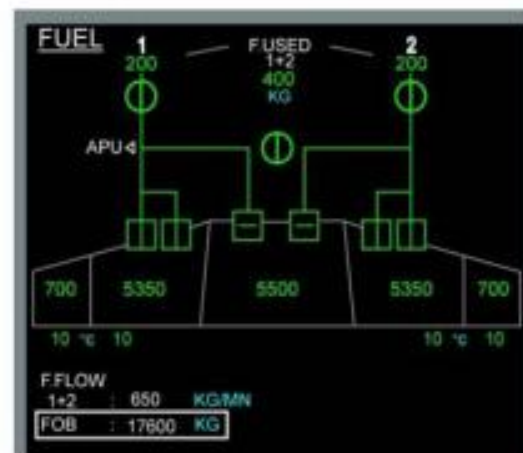 FUEL
1 F.USED 2
200 1+2 200
400
KG
APU
700 5350 5500 5350 700
10 °C 10 10 °C 10
F.FLOW
1+2 : 650 KG/MN
FOB : 17600 KG